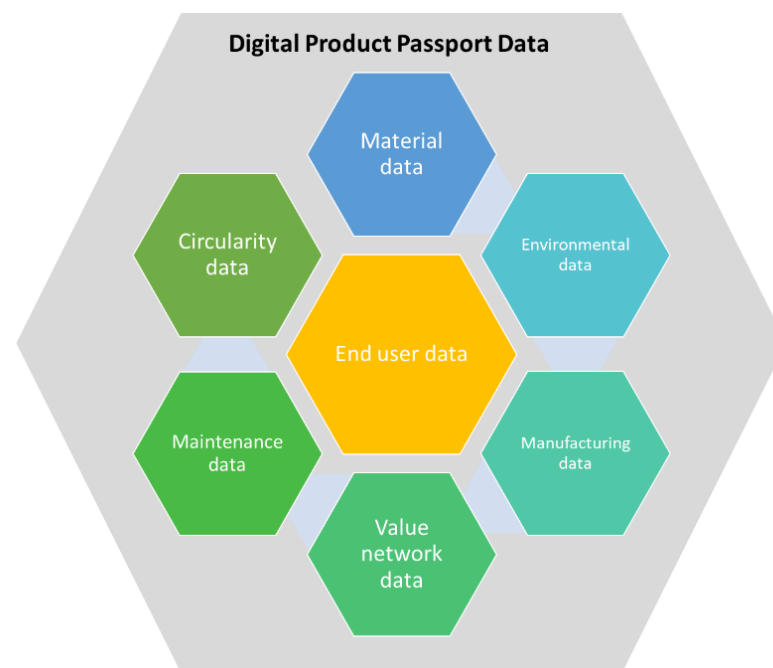 Digital Product Passport Data
Material
data
Environmental
data
Manufacturing
data
Value
network
data
Maintenance
data
Circularity
data
End user data